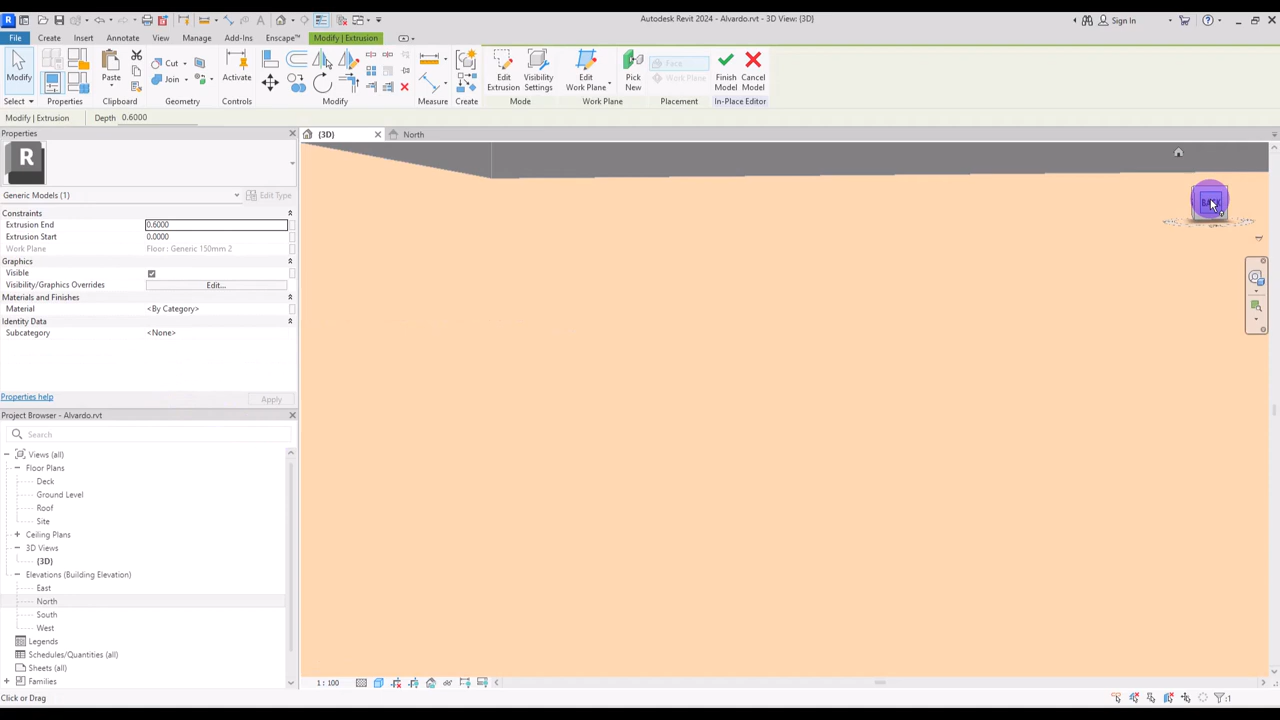 Autodesk Revit 2024 - Alvardo.rvt - 3D View: {3D}
Sign In
File Create Insert Annotate View Manage Add-Ins Enscape™ Modify | Extrusion
Modify
Paste
Cut
Join
Activate
Edit Extrusion
Visibility Settings
Edit Work Plane
Pick New
Face
Work Plane
Finish Model
Cancel Model
Select Properties Clipboard Geometry Controls Modify Measure Create Mode Work Plane Placement In-Place Editor
Modify | Extrusion Depth 0.6000
Properties
{3D} North
R
Generic Models (1) Edit Type
Constraints
Extrusion End 0.6000
Extrusion Start 0.0000
Work Plane Floor : Generic 150mm 2
Graphics
Visible
Visibility/Graphics Overrides Edit...
Materials and Finishes
Material <By Category>
Identity Data
Subcategory <None>
Properties help Apply
Project Browser - Alvardo.rvt
Search
Views (all)
Floor Plans
Deck
Ground Level
Roof
Site
Ceiling Plans
3D Views
{3D}
Elevations (Building Elevation)
East
North
South
West
Legends
Schedules/Quantities (all)
Sheets (all)
Families
1 : 100
Click or Drag
:1